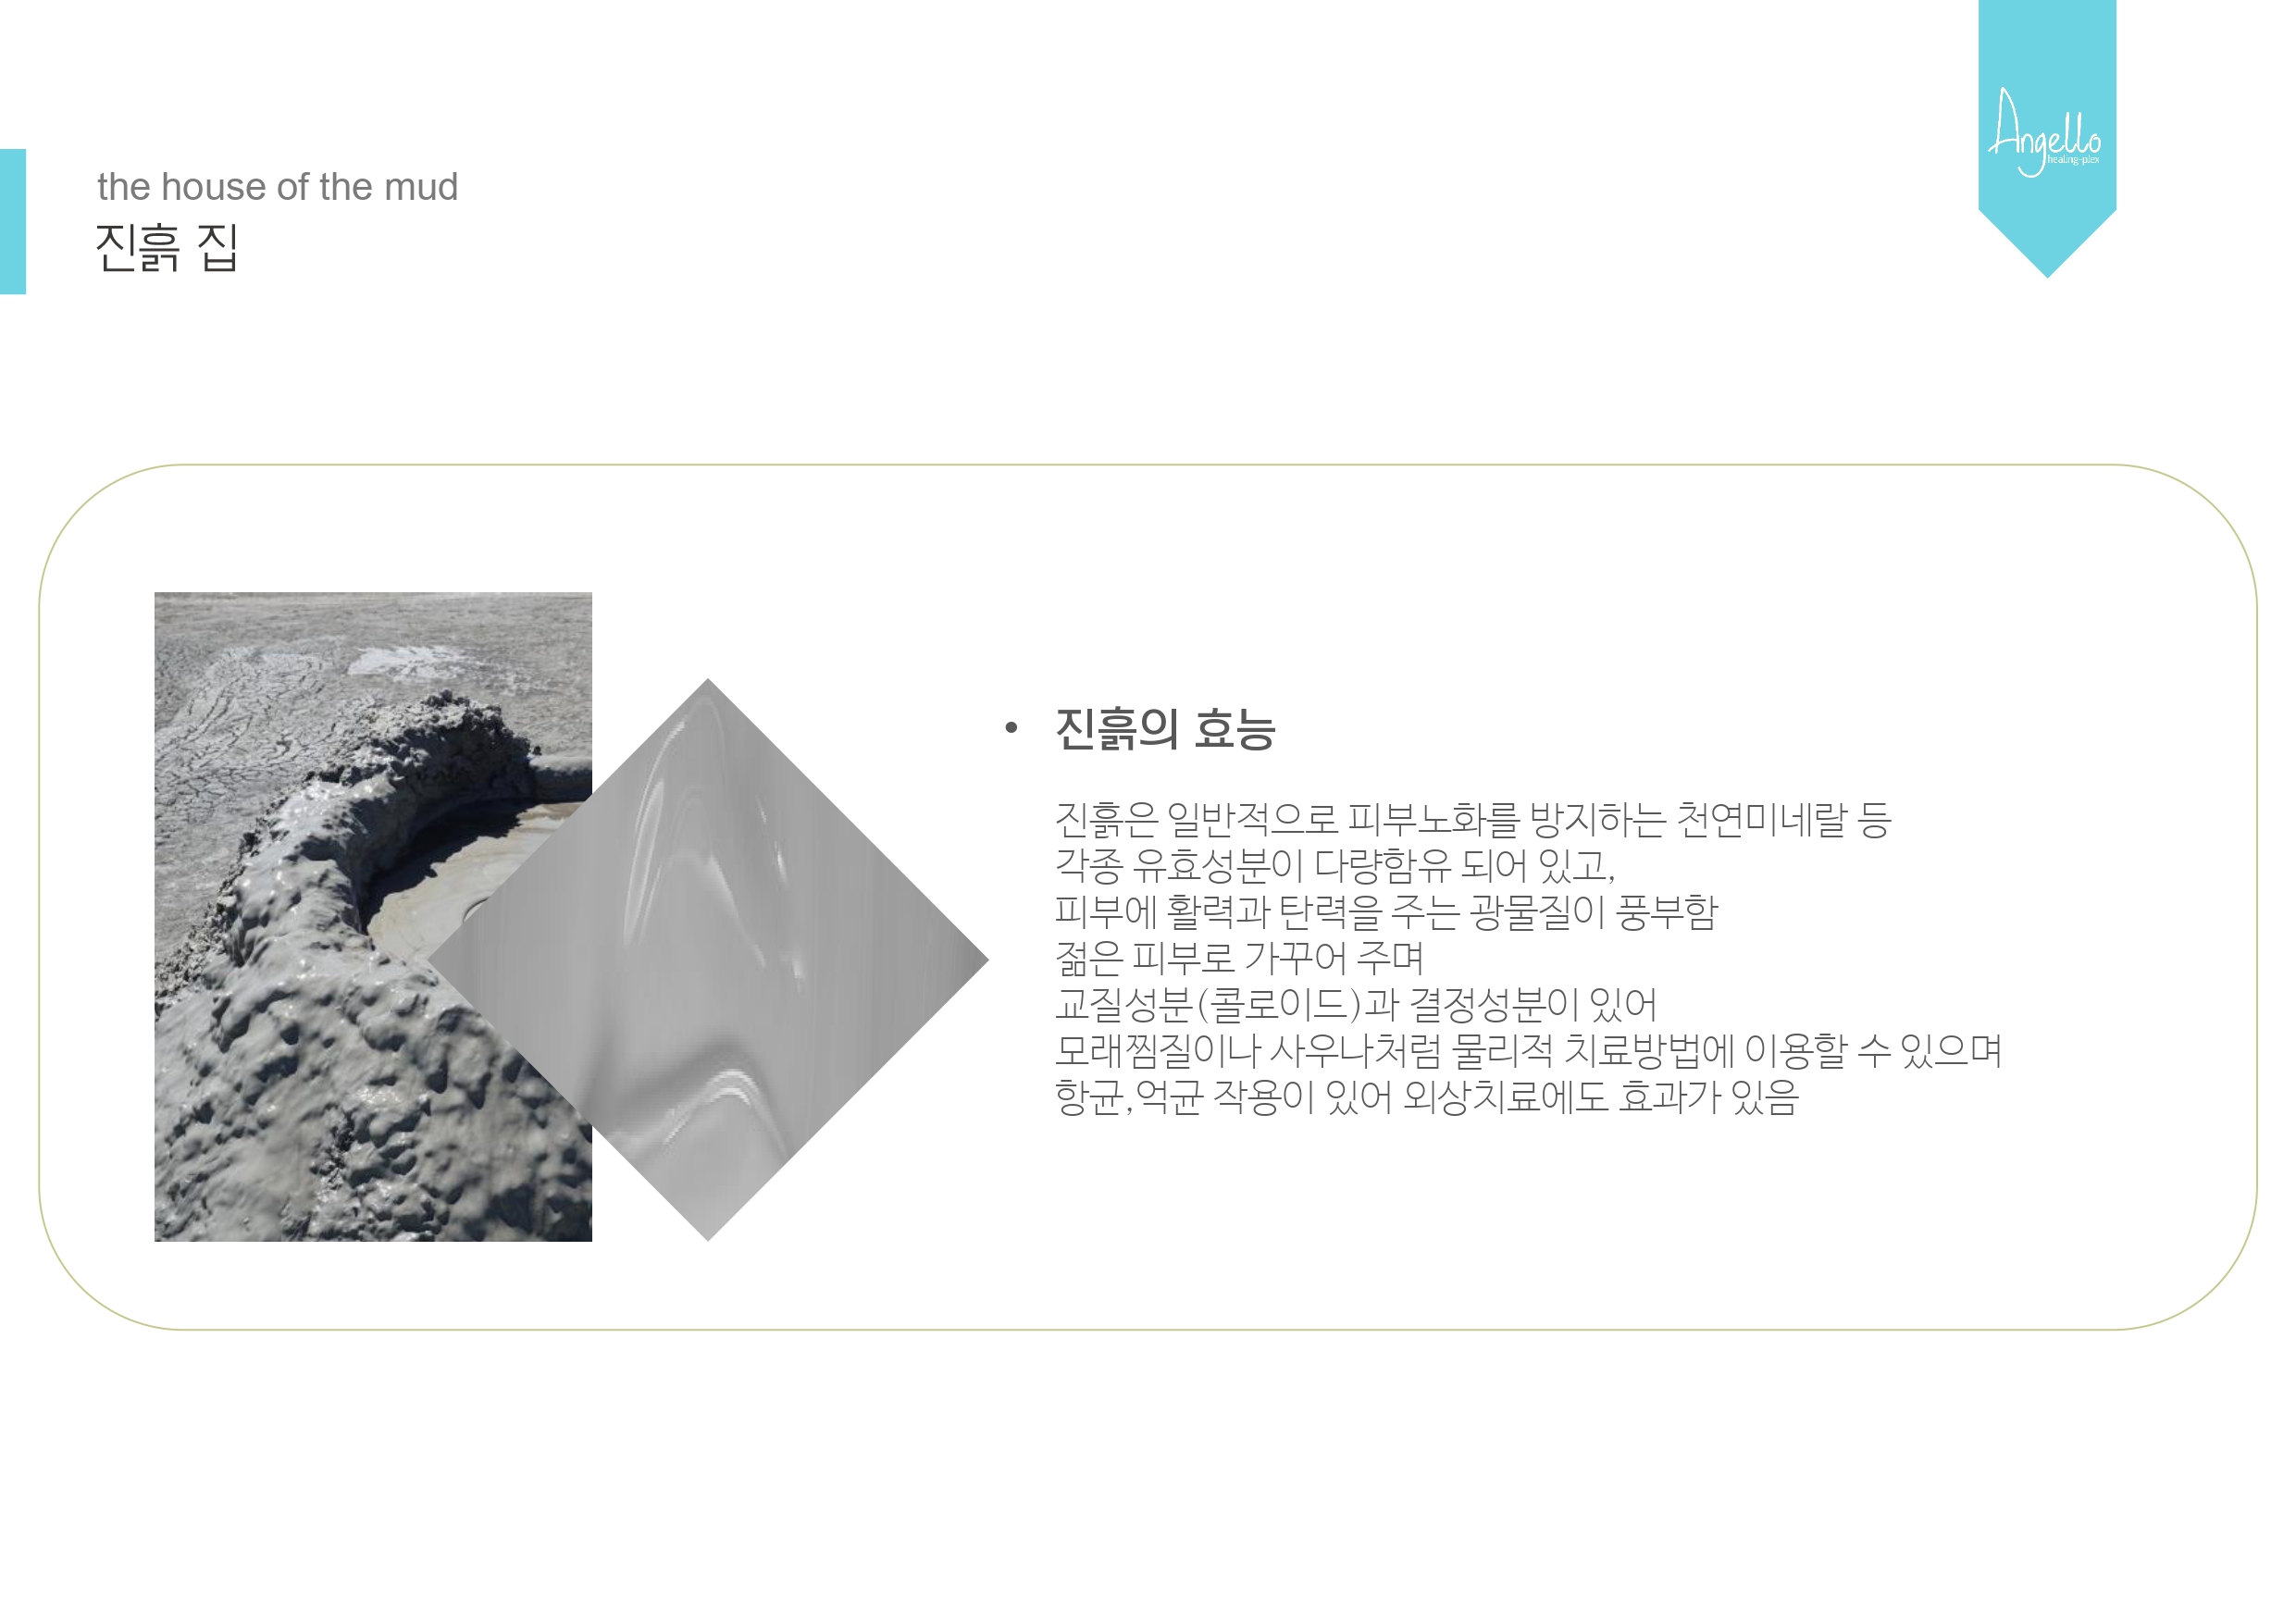 Angello
healing-plex
the house of the mud
진흙 집
• 진흙의 효능
진흙은 일반적으로 피부노화를 방지하는 천연미네랄 등
각종 유효성분이 다량함유 되어 있고,
피부에 활력과 탄력을 주는 광물질이 풍부함
젊은 피부로 가꾸어 주며
교질성분(콜로이드)과 결정성분이 있어
모래찜질이나 사우나처럼 물리적 치료방법에 이용할 수 있으며
항균,억균 작용이 있어 외상치료에도 효과가 있음